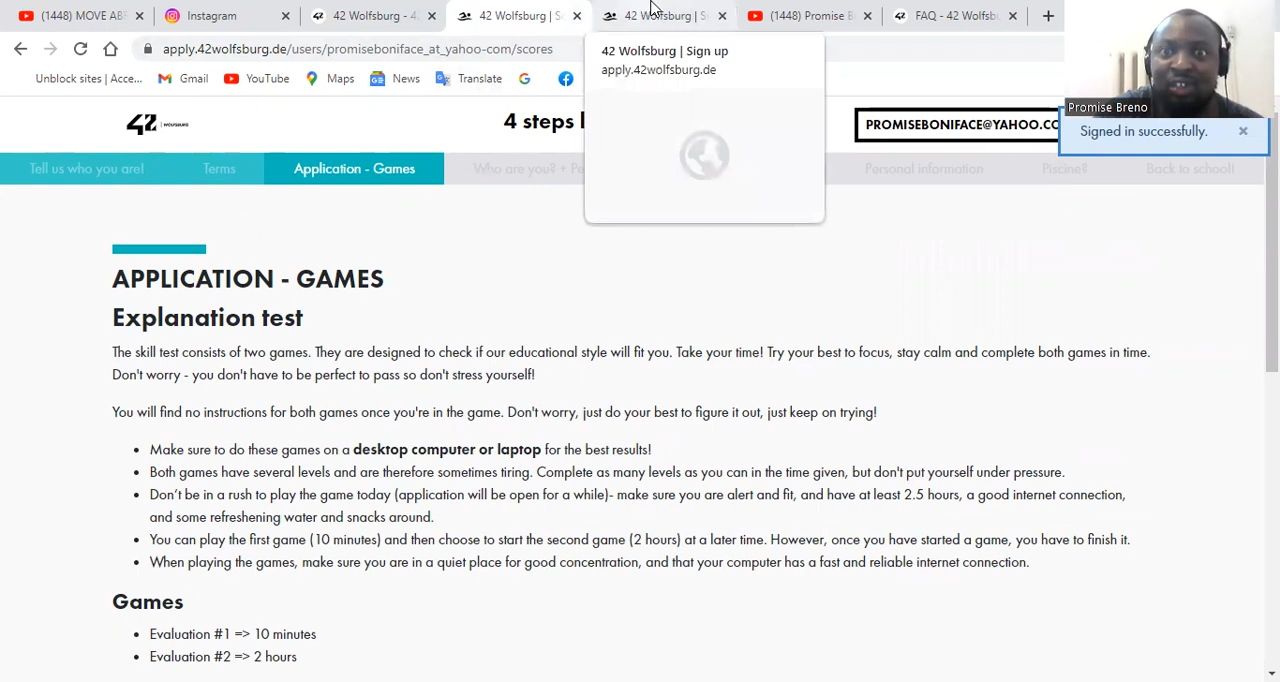 (1448) MOVE AB
Instagram
42 Wolfsburg - 4
42 Wolfsburg | S
42 Wolfsburg | S
(1448) Promise B
FAQ - 42 Wolfsbu
apply.42wolfsburg.de/users/promiseboniface_at_yahoo-com/scores
42 Wolfsburg | Sign up
apply.42wolfsburg.de
Unblock sites | Acce...
Gmail
YouTube
Maps
News
Translate
Promise Breno
42 | WOLFSBURG
4 steps l
PROMISEBONIFACE@YAHOO.CO
Signed in successfully.
Tell us who you are!
Terms
Application - Games
Who are you? + Po
Personal information
Piscine?
Back to school!
APPLICATION - GAMES
Explanation test
The skill test consists of two games. They are designed to check if our educational style will fit you. Take your time! Try your best to focus, stay calm and complete both games in time.
Don't worry - you don't have to be perfect to pass so don't stress yourself!
You will find no instructions for both games once you're in the game. Don't worry, just do your best to figure it out, just keep on trying!
Make sure to do these games on a desktop computer or laptop for the best results!
Both games have several levels and are therefore sometimes tiring. Complete as many levels as you can in the time given, but don't put yourself under pressure.
Don't be in a rush to play the game today (application will be open for a while)- make sure you are alert and fit, and have at least 2.5 hours, a good internet connection,
and some refreshening water and snacks around.
You can play the first game (10 minutes) and then choose to start the second game (2 hours) at a later time. However, once you have started a game, you have to finish it.
When playing the games, make sure you are in a quiet place for good concentration, and that your computer has a fast and reliable internet connection.
Games
Evaluation #1 => 10 minutes
Evaluation #2 => 2 hours